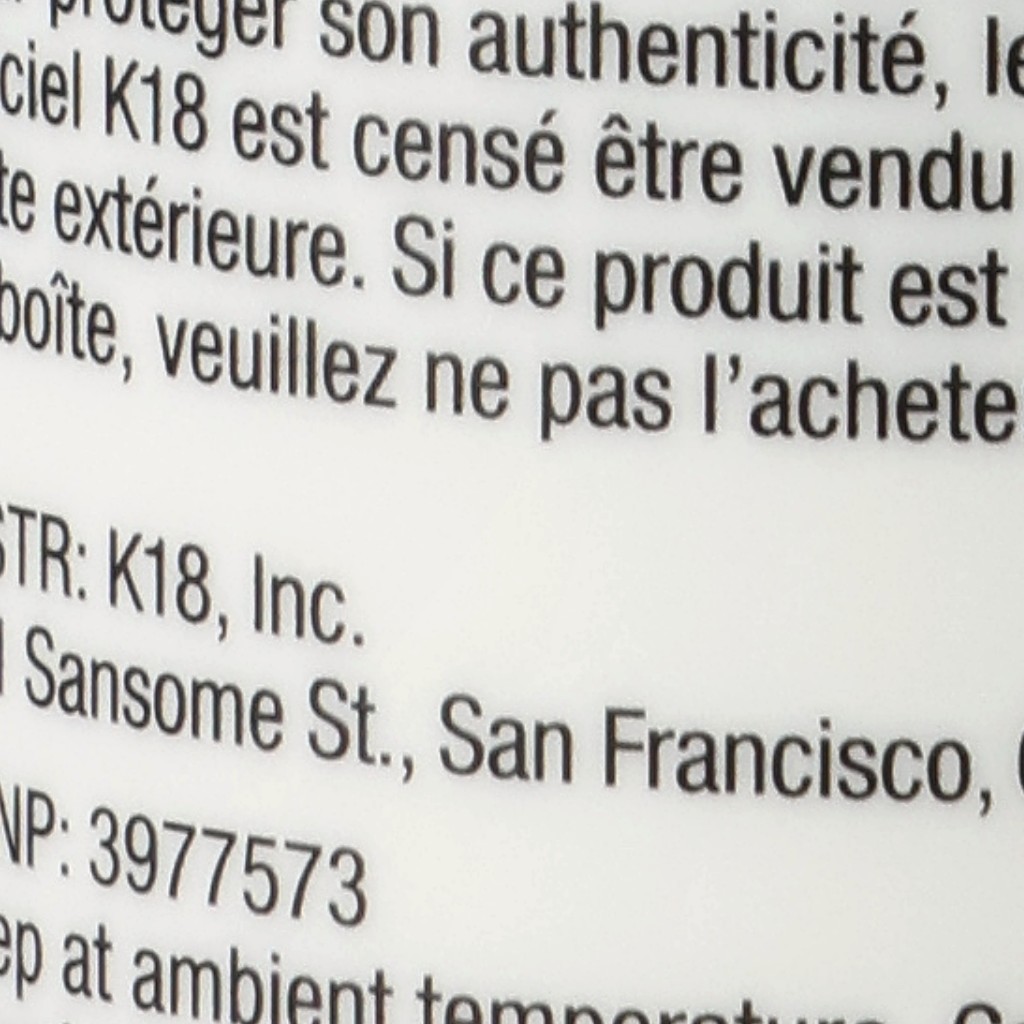 protéger son authenticité, le
ciel K18 est censé être vendu
te extérieure. Si ce produit est
boîte, veuillez ne pas l’achete
STR: K18, Inc.
Sansome St., San Francisco,
NP: 3977573
ep at ambient temperature.